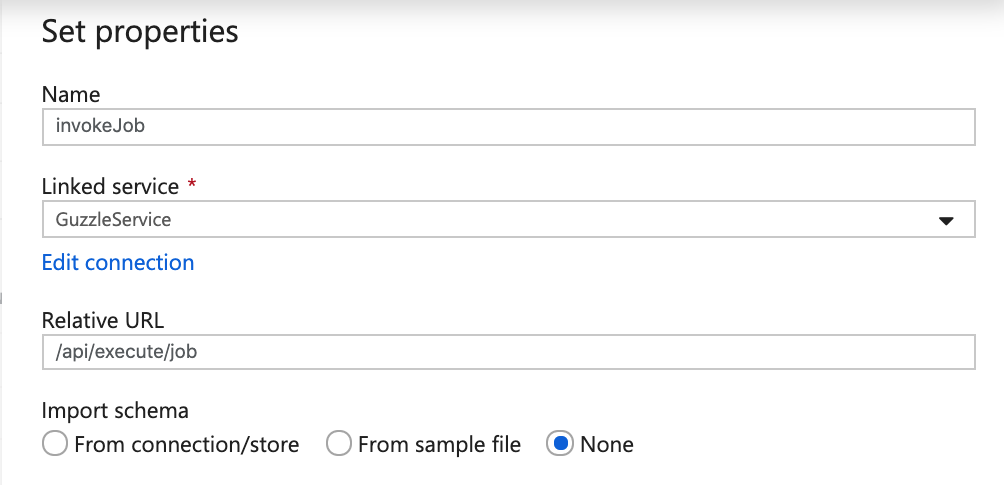 Set properties
Name
invokeJob
Linked service *
GuzzleService
Edit connection
Relative URL
/api/execute/job
Import schema
From connection/store From sample file None